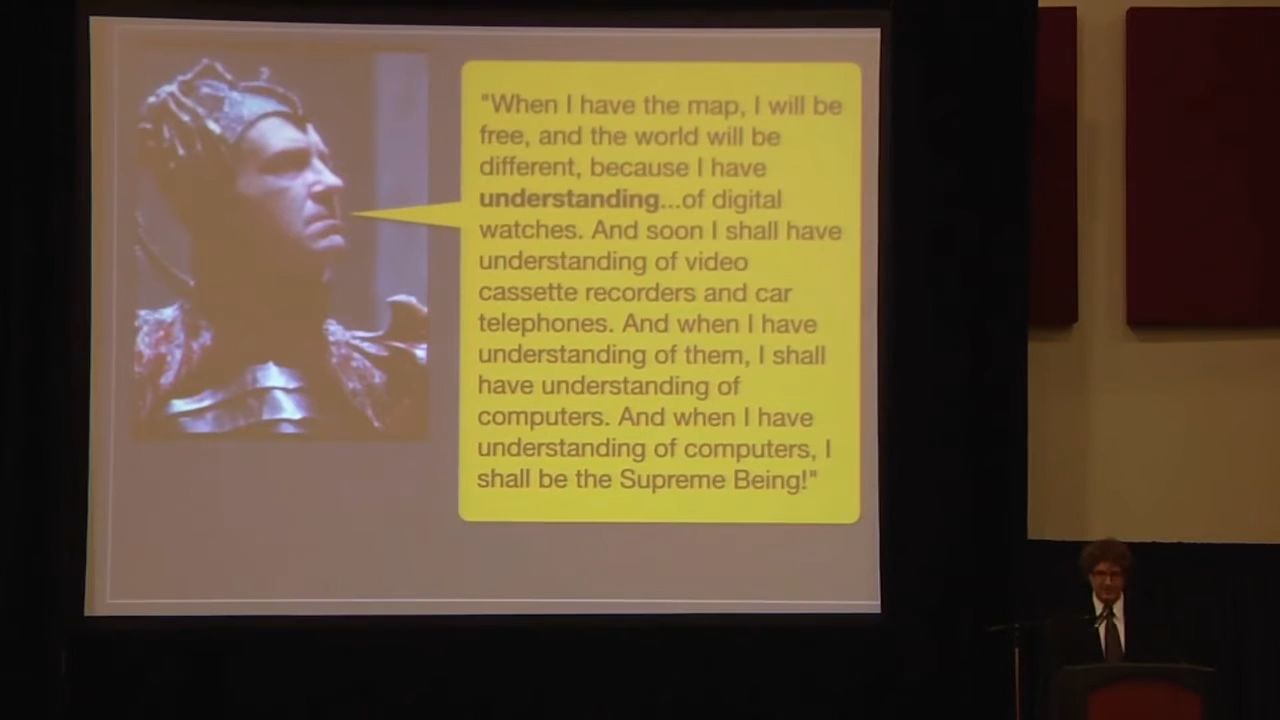 "When I have the map, I will be
free, and the world will be
different, because I have
understanding...of digital
watches. And soon I shall have
understanding of video
cassette recorders and car
telephones. And when I have
understanding of them, I shall
have understanding of
computers. And when I have
understanding of computers, I
shall be the Supreme Being!"